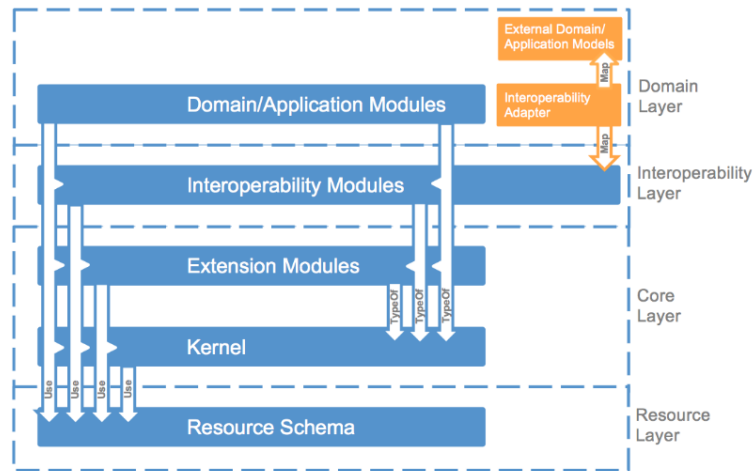 External Domain/
Application Models
Map
Domain/Application Modules
Interoperability
Adapter
Domain
Layer
Map
Interoperability Modules
Interoperability
Layer
Extension Modules
TypeOf
TypeOf
TypeOf
Core
Layer
Kernel
Use
Use
Use
Use
Resource Schema
Resource
Layer